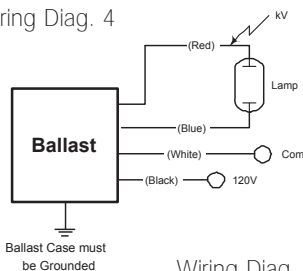 ring Diag. 4
kV
(Red)
Lamp
(Blue)
Ballast
(White)
Com
(Black)
120V
Ballast Case must
be Grounded
Wiring Diag